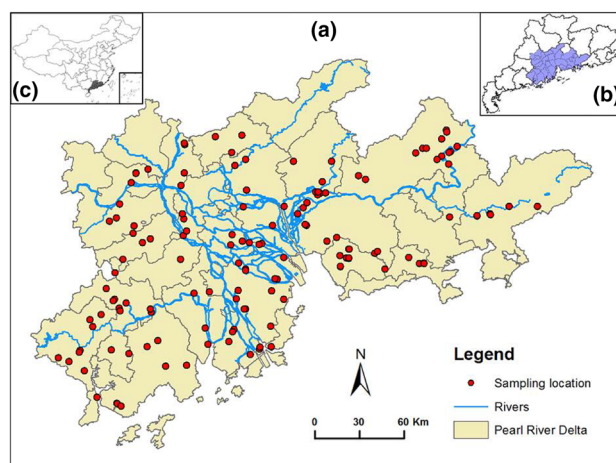 (a)
(c)
(b)
N
Legend
Sampling location
Rivers
Pearl River Delta
0 30 60 Km